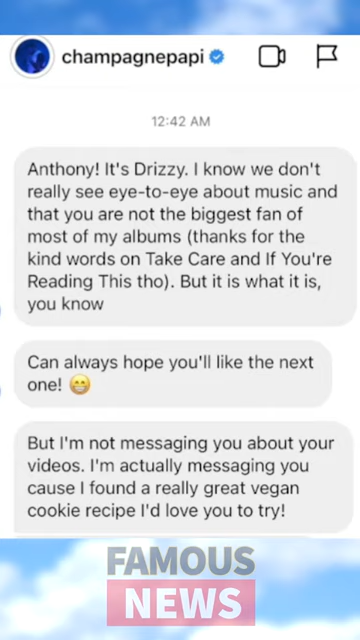 champagnepapi
12:42 AM
Anthony! It's Drizzy. I know we don't
really see eye-to-eye about music and
that you are not the biggest fan of
most of my albums (thanks for the
kind words on Take Care and If You're
Reading This tho). But it is what it is,
you know
Can always hope you'll like the next
one! 😁
But I'm not messaging you about your
videos. I'm actually messaging you
cause I found a really great vegan
cookie recipe I'd love you to try!
FAMOUS
NEWS